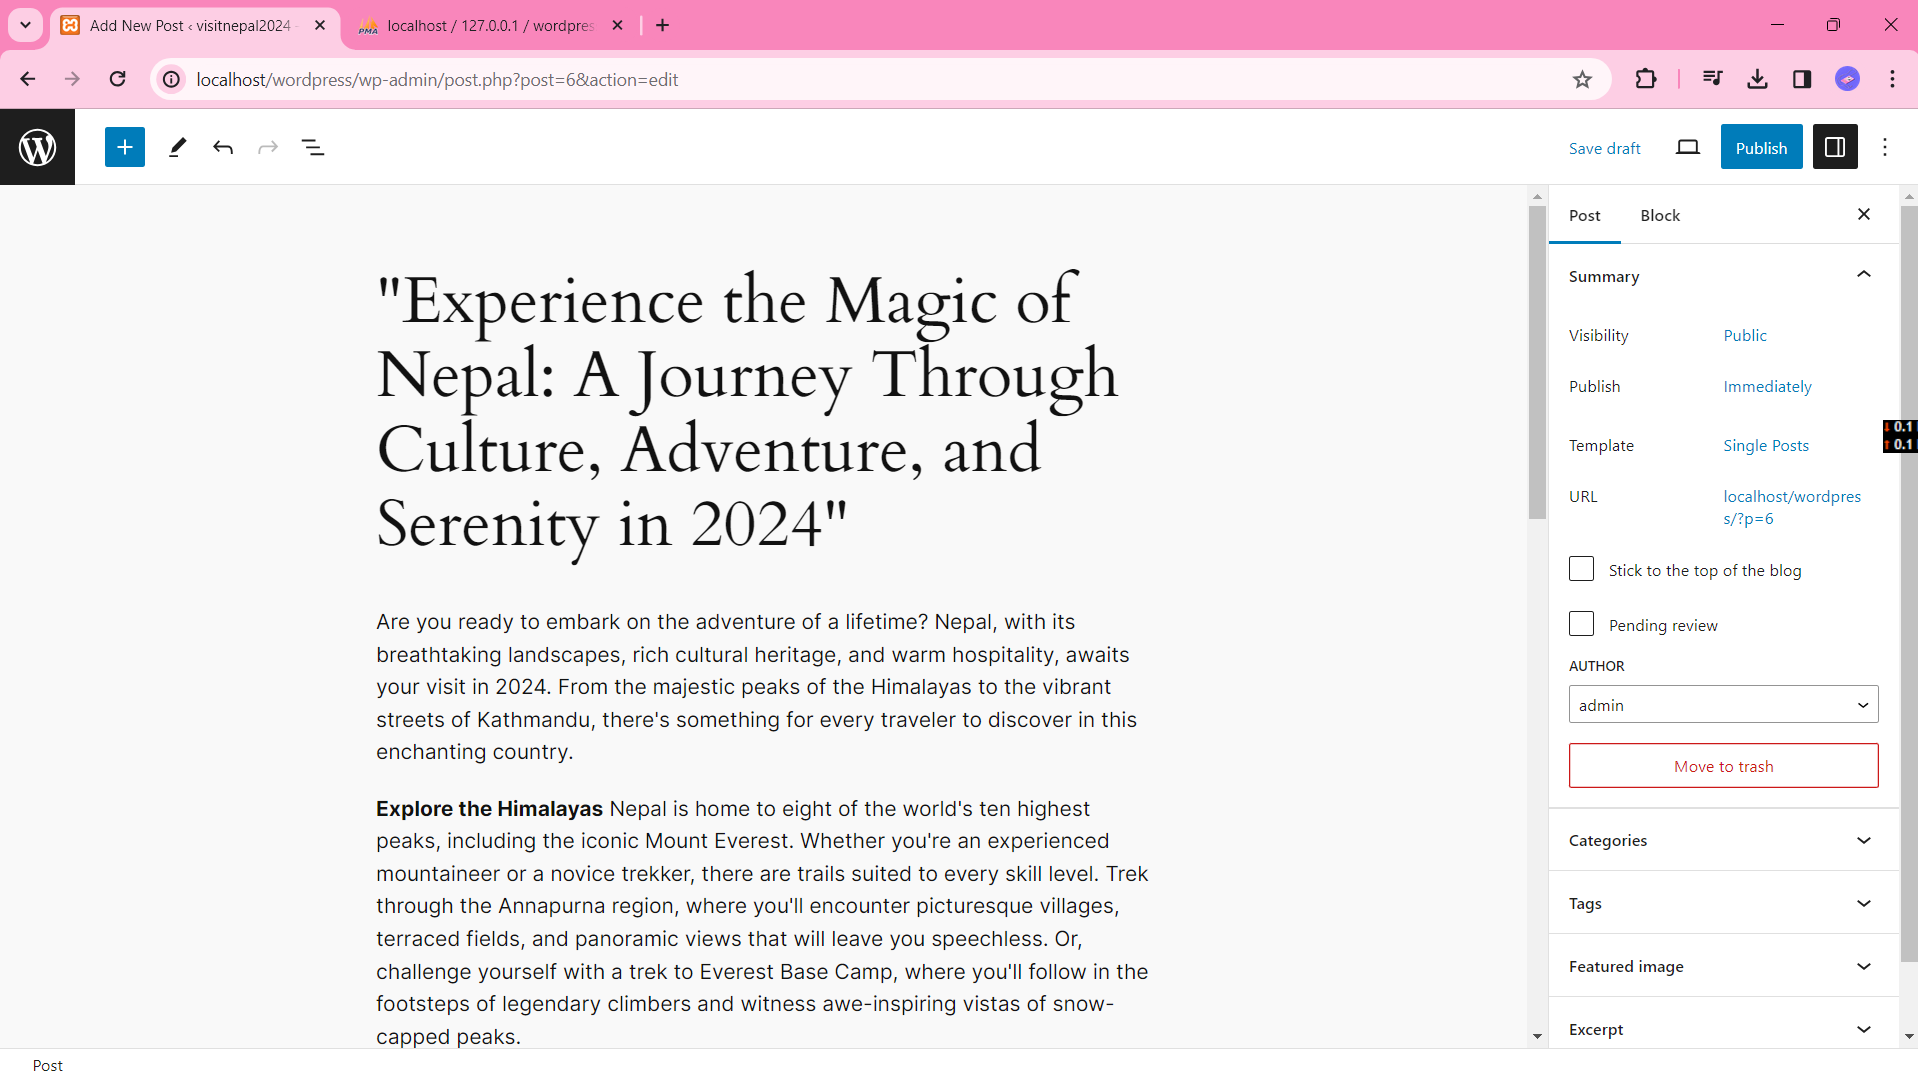 Add New Post ‹ visitnepal2024 -
localhost / 127.0.0.1 / wordpres
localhost/wordpress/wp-admin/post.php?post=6&action=edit
Save draft
Publish
Post
Block
Summary
Visibility
Public
Publish
Immediately
Template
Single Posts
URL
localhost/wordpres
s/?p=6
Stick to the top of the blog
Pending review
AUTHOR
admin
Move to trash
Categories
Tags
Featured image
Excerpt
"Experience the Magic of
Nepal: A Journey Through
Culture, Adventure, and
Serenity in 2024"
Are you ready to embark on the adventure of a lifetime? Nepal, with its
breathtaking landscapes, rich cultural heritage, and warm hospitality, awaits
your visit in 2024. From the majestic peaks of the Himalayas to the vibrant
streets of Kathmandu, there's something for every traveler to discover in this
enchanting country.
Explore the Himalayas Nepal is home to eight of the world's ten highest
peaks, including the iconic Mount Everest. Whether you're an experienced
mountaineer or a novice trekker, there are trails suited to every skill level. Trek
through the Annapurna region, where you'll encounter picturesque villages,
terraced fields, and panoramic views that will leave you speechless. Or,
challenge yourself with a trek to Everest Base Camp, where you'll follow in the
footsteps of legendary climbers and witness awe-inspiring vistas of snow-
capped peaks.
0.1
0.1
Post
PMA